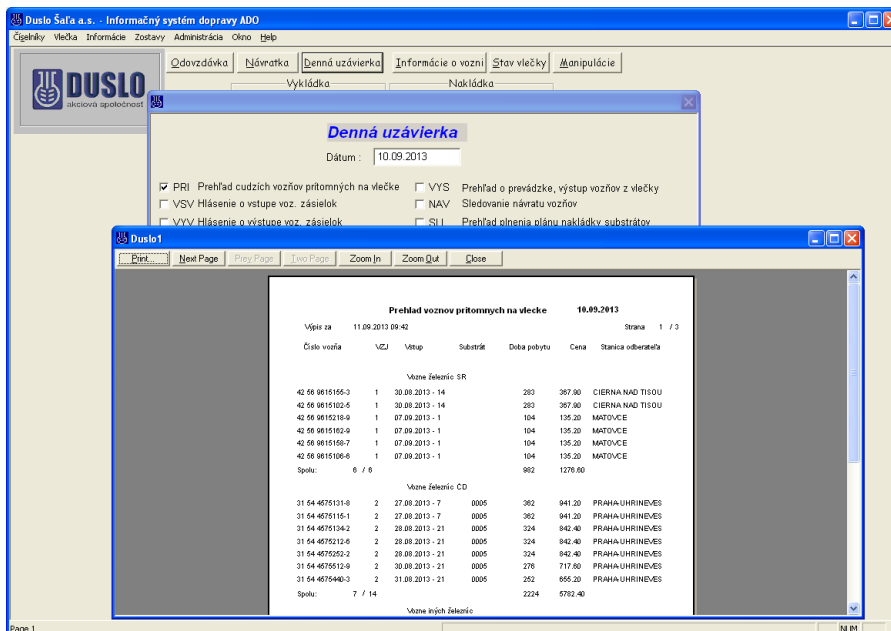 Duslo Šaľa a.s. - Informačný systém dopravy ADO
Číselníky Vlečka Informácie Zostavy Administrácia Okno Help
DUSLO
akciová spoločnosť
Odovzdávka Návratka Denná uzávierka Informácie o vozni Stav vlečky Manipulácie
Vykládka Nakládka
Denná uzávierka
Dátum : 10.09.2013
PRI Prehľad cudzích vozňov prítomných na vlečke VYS Prehľad o prevádzke, výstup vozňov z vlečky
VSV Hlásenie o vstupe voz. zásielok NAV Sledovanie návratu vozňov
VYV Hlásenie o výstupe voz. zásielok SLI Prehľad plnenia plánu nakládky substrátov
Duslo1
Print... Next Page Prev Page Two Page Zoom In Zoom Out Close
Prehlad voznov pritomnych na vlecke 10.09.2013
Výpis za 11.09.2013 09:42 Strana 1 / 3
Číslo vozňa VZJ Vstup Substrát Doba pobytu Cena Stanica odberateľa
Vozne železníc SR
42 56 9615155-3 1 30.08.2013 - 14 283 367.90 CIERNA NAD TISOU
42 56 9615102-5 1 30.08.2013 - 14 283 367.90 CIERNA NAD TISOU
42 56 9615218-9 1 07.09.2013 - 1 104 135.20 MATOVCE
42 56 9615162-9 1 07.09.2013 - 1 104 135.20 MATOVCE
42 56 9615158-7 1 07.09.2013 - 1 104 135.20 MATOVCE
42 56 9615106-6 1 07.09.2013 - 1 104 135.20 MATOVCE
Spolu: 6 / 6 982 1276.60
Vozne železníc ČD
31 54 4575131-8 2 27.08.2013 - 7 0005 362 941.20 PRAHA-UHRINEVES
31 54 4575115-1 2 27.08.2013 - 7 0005 362 941.20 PRAHA-UHRINEVES
31 54 4575134-2 2 28.08.2013 - 21 0005 324 842.40 PRAHA-UHRINEVES
31 54 4575212-6 2 28.08.2013 - 21 0005 324 842.40 PRAHA-UHRINEVES
31 54 4575252-2 2 28.08.2013 - 21 0005 324 842.40 PRAHA-UHRINEVES
31 54 4575512-9 2 30.08.2013 - 21 0005 276 717.60 PRAHA-UHRINEVES
31 54 4575440-3 2 31.08.2013 - 21 0005 252 655.20 PRAHA-UHRINEVES
Spolu: 7 / 14 2224 5782.40
Vozne iných železníc
Page 1 NUM